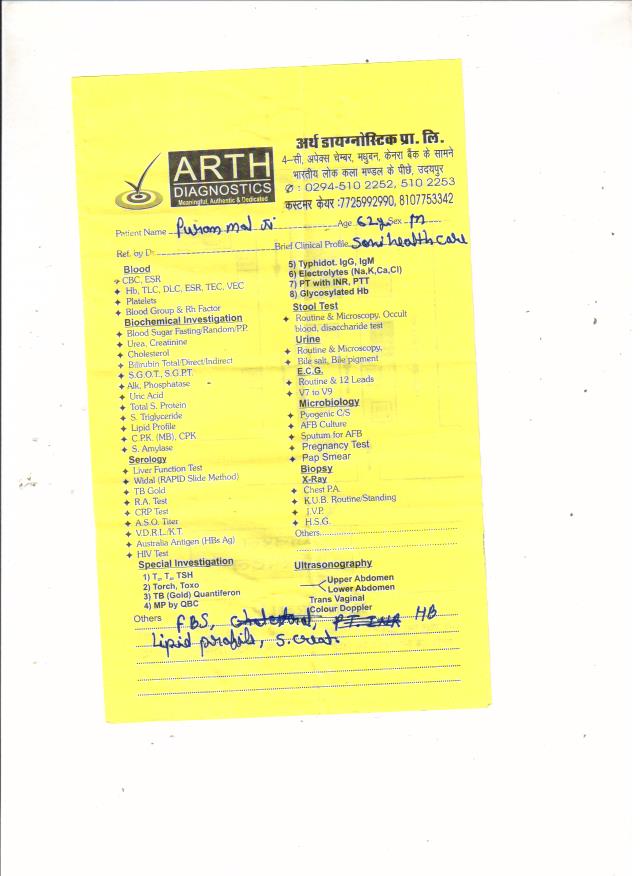 अर्थ डायग्नोस्टिक प्रा. लि.
ARTH
DIAGNOSTICS
Meaningful, Authentic & Dedicated
4–सी, अपेक्स चेम्बर, मधुबन, केनरा बैंक के सामने
भारतीय लोक कला मण्डल के पीछे, उदयपुर
✆ : 0294-510 2252, 510 2253
कस्टमर केयर :7725992990, 8107753342
Patient Name Puran mal Ji Age 62y Sex M
Ref. by Dr. Brief Clinical Profile Soni health care
Blood
CBC, ESR
Hb, TLC, DLC, ESR, TEC, VEC
Platelets
Blood Group & Rh Factor
Biochemical Investigation
Blood Sugar Fasting/Random/P.P.
Urea, Creatinine
Cholesterol
Bilirubin Total/Direct/Indirect
S.G.O.T., S.G.P.T.
Alk, Phosphatase
Uric Acid
Total S. Protein
S. Triglyceride
Lipid Profile
C.P.K. (MB), CPK
S. Amylase
Serology
Liver Function Test
Widal (RAPID Slide Method)
TB Gold
R.A. Test
CRP Test
A.S.O. Titer
V.D.R.L./K.T.
Australia Antigen (HBs Ag)
HIV Test
Special Investigation
1) T₃, T₄, TSH
2) Torch, Toxo
3) TB (Gold) Quantiferon
4) MP by QBC
5) Typhidot. IgG, IgM
6) Electrolytes (Na,K,Ca,Cl)
7) PT with INR, PTT
8) Glycosylated Hb
Stool Test
Routine & Microscopy, Occult
blood, disaccharide test
Urine
Routine & Microscopy,
Bile salt, Bile pigment
E.C.G.
Routine & 12 Leads
V7 to V9
Microbiology
Pyogenic C/S
AFB Culture
Sputum for AFB
Pregnancy Test
Pap Smear
Biopsy
X-Ray
Chest P.A.
K.U.B. Routine/Standing
I.V.P.
H.S.G.
Others
Ultrasonography
Upper Abdomen
Lower Abdomen
Trans Vaginal
Colour Doppler
Others FBS, HB
Lipid profile, S.creat